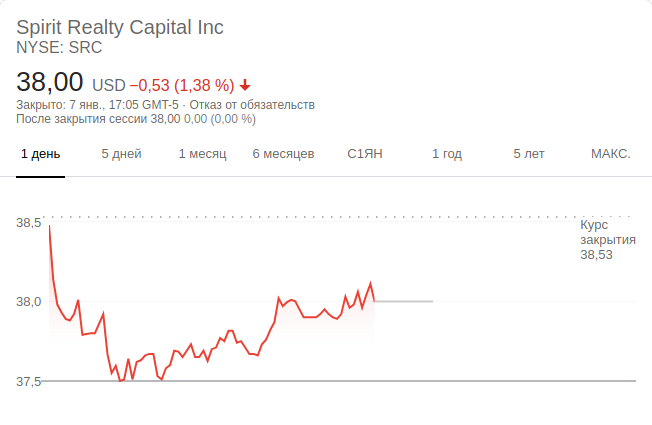 Spirit Realty Capital Inc
NYSE: SRC
38,00 USD −0,53 (1,38 %)
Закрыто: 7 янв., 17:05 GMT-5 · Отказ от обязательств
После закрытия сессии 38,00 0,00 (0,00 %)
1 день 5 дней 1 месяц 6 месяцев С1ЯН 1 год 5 лет МАКС.
38,5
Курс
закрытия
38,53
38,0
37,5